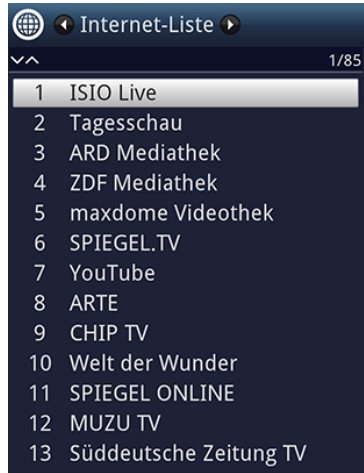 Internet-Liste
1/85
1 ISIO Live
2 Tagesschau
3 ARD Mediathek
4 ZDF Mediathek
5 maxdome Videothek
6 SPIEGEL.TV
7 YouTube
8 ARTE
9 CHIP TV
10 Welt der Wunder
11 SPIEGEL ONLINE
12 MUZU TV
13 Süddeutsche Zeitung TV